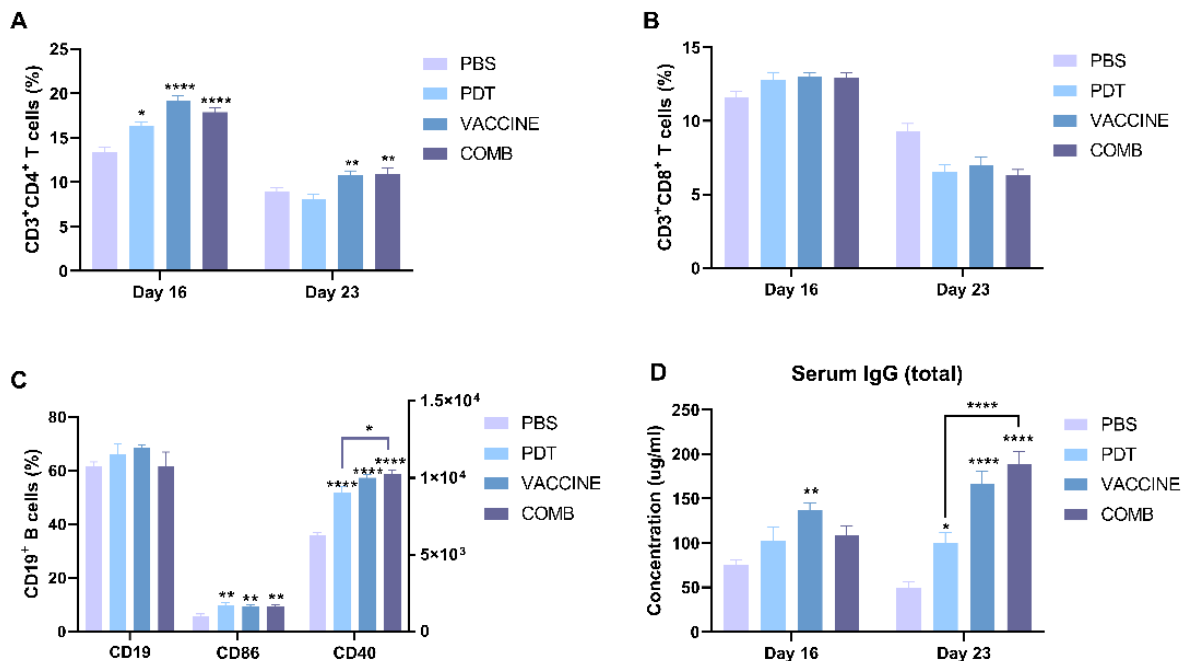 A
CD3⁺CD4⁺ T cells (%)
25
20
15
10
5
0
*
****
****
**
**
Day 16
Day 23
PBS
PDT
VACCINE
COMB
B
CD3⁺CD8⁺ T cells (%)
15
10
5
0
Day 16
Day 23
PBS
PDT
VACCINE
COMB
C
CD19⁺ B cells (%)
80
60
40
20
0
**
**
**
****
****
****
*
1.5×10⁴
1×10⁴
5×10³
0
CD19
CD86
CD40
PBS
PDT
VACCINE
COMB
D
Serum IgG (total)
Concentration (ug/ml)
250
200
150
100
50
0
**
*
****
****
****
Day 16
Day 23
PBS
PDT
VACCINE
COMB